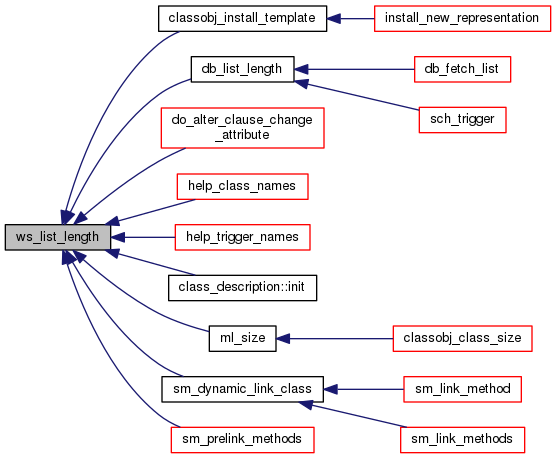 classobj_install_template
install_new_representation
db_list_length
db_fetch_list
sch_trigger
do_alter_clause_change
_attribute
help_class_names
ws_list_length
help_trigger_names
class_description::init
ml_size
classobj_class_size
sm_dynamic_link_class
sm_link_method
sm_prelink_methods
sm_link_methods